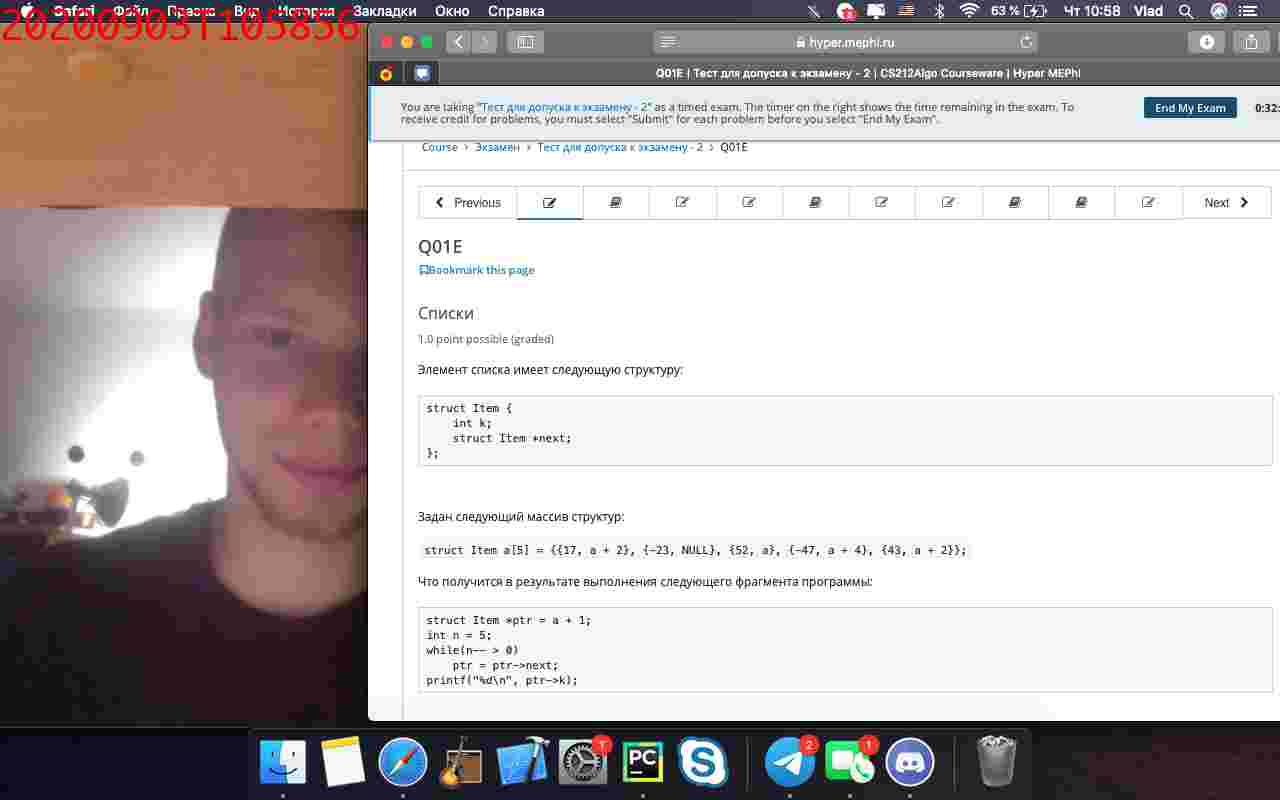 20200903T105856
Safari Файл Правка Вид История Закладки Окно Справка
63 % Чт 10:58 Vlad
hyper.mephi.ru
Q01E | Тест для допуска к экзамену - 2 | CS212Algo Courseware | Hyper MEPhI
You are taking "Тест для допуска к экзамену - 2" as a timed exam. The timer on the right shows the time remaining in the exam. To
receive credit for problems, you must select "Submit" for each problem before you select "End My Exam".
End My Exam
0:32:
Course > Экзамен > Тест для допуска к экзамену - 2 > Q01E
Previous
Next
Q01E
Bookmark this page
Списки
1.0 point possible (graded)
Элемент списка имеет следующую структуру:
struct Item {
int k;
struct Item *next;
};
Задан следующий массив структур:
struct Item a[5] = {{17, a + 2}, {-23, NULL}, {52, a}, {-47, a + 4}, {43, a + 2}};
Что получится в результате выполнения следующего фрагмента программы:
struct Item *ptr = a + 1;
int n = 5;
while(n-- > 0)
ptr = ptr->next;
printf("%d\n", ptr->k);
1
PC
2
1